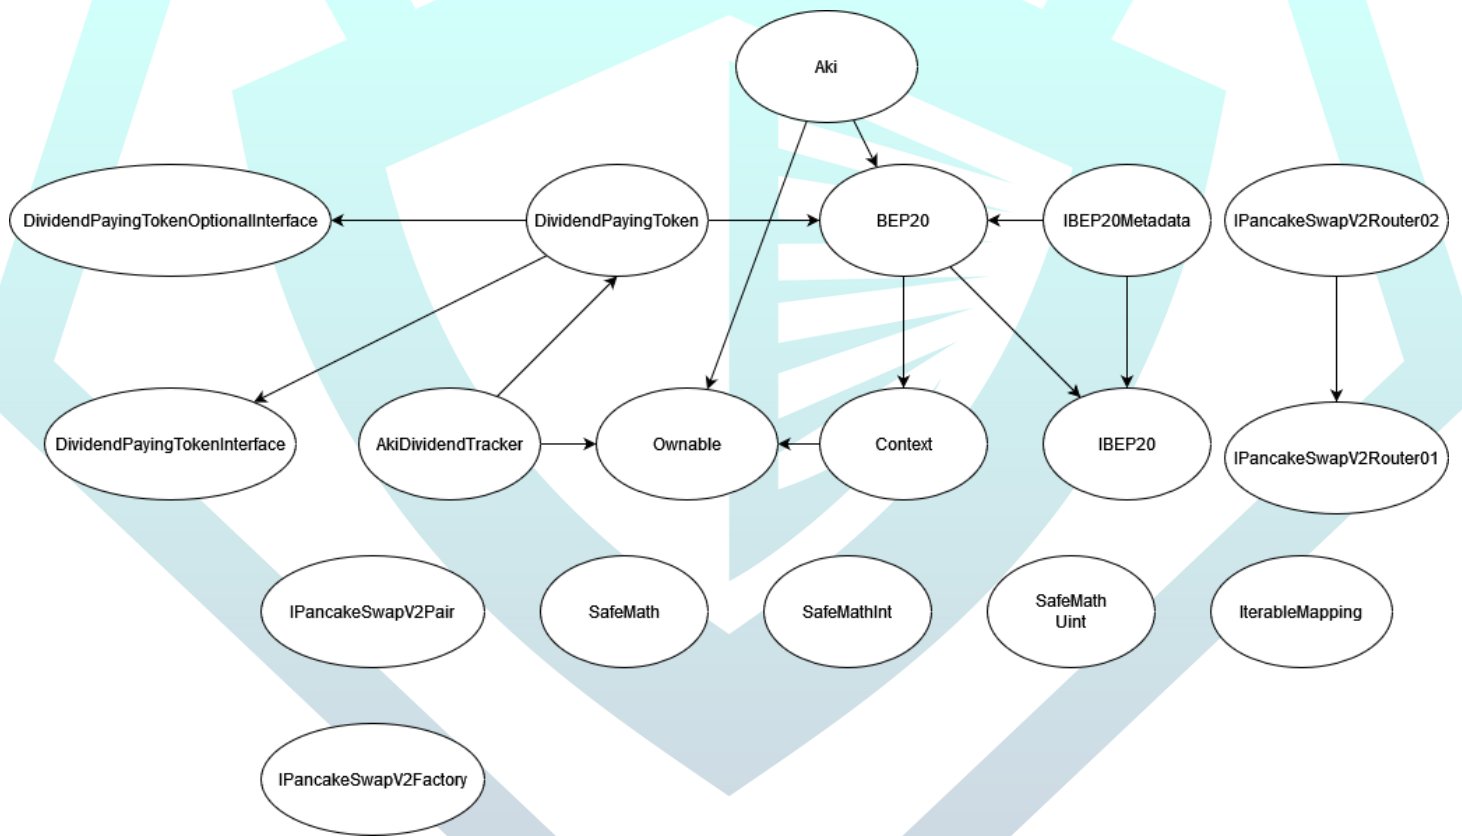 Aki
DividendPayingTokenOptionalInterface
DividendPayingToken
BEP20
IBEP20Metadata
IPancakeSwapV2Router02
DividendPayingTokenInterface
AkiDividendTracker
Ownable
Context
IBEP20
IPancakeSwapV2Router01
IPancakeSwapV2Pair
SafeMath
SafeMathInt
SafeMath
Uint
IterableMapping
IPancakeSwapV2Factory